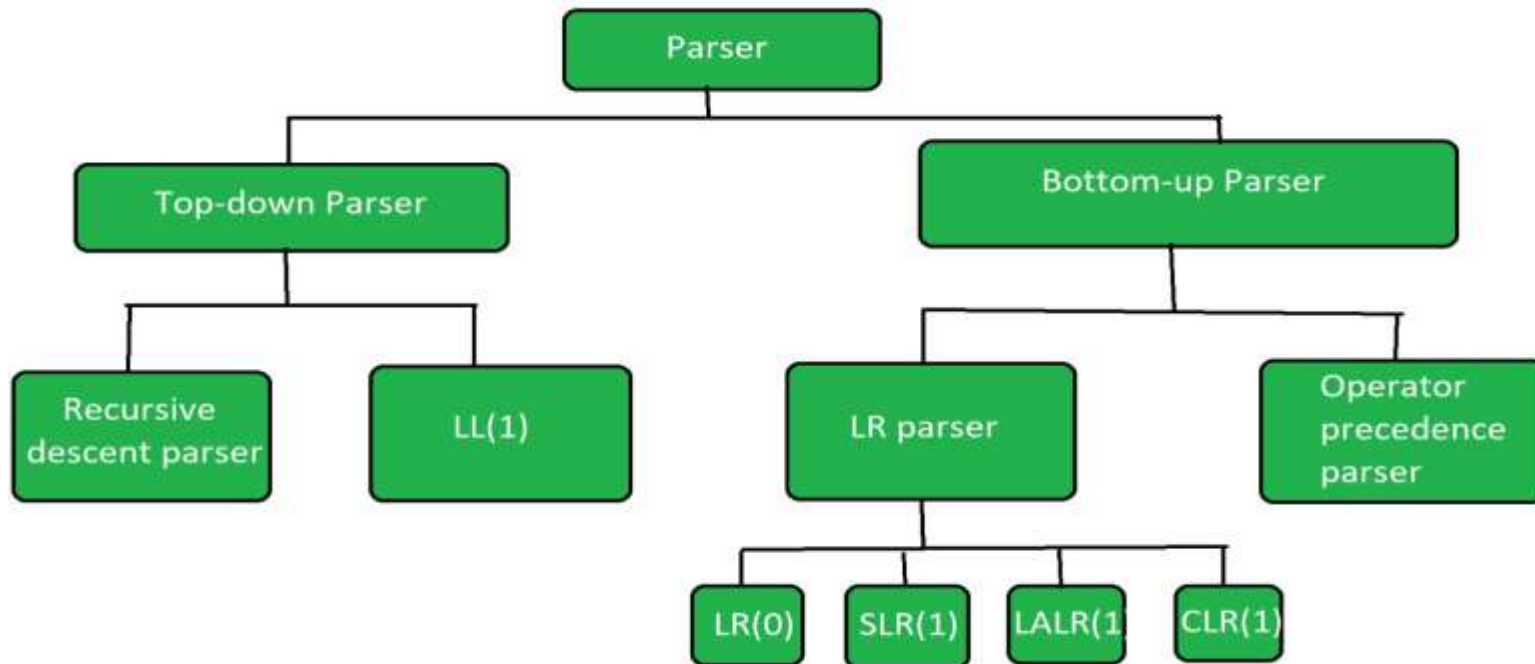 Parser
Top-down Parser
Bottom-up Parser
Recursive
descent parser
LL(1)
LR parser
Operator
precedence
parser
LR(0)
SLR(1)
LALR(1)
CLR(1)